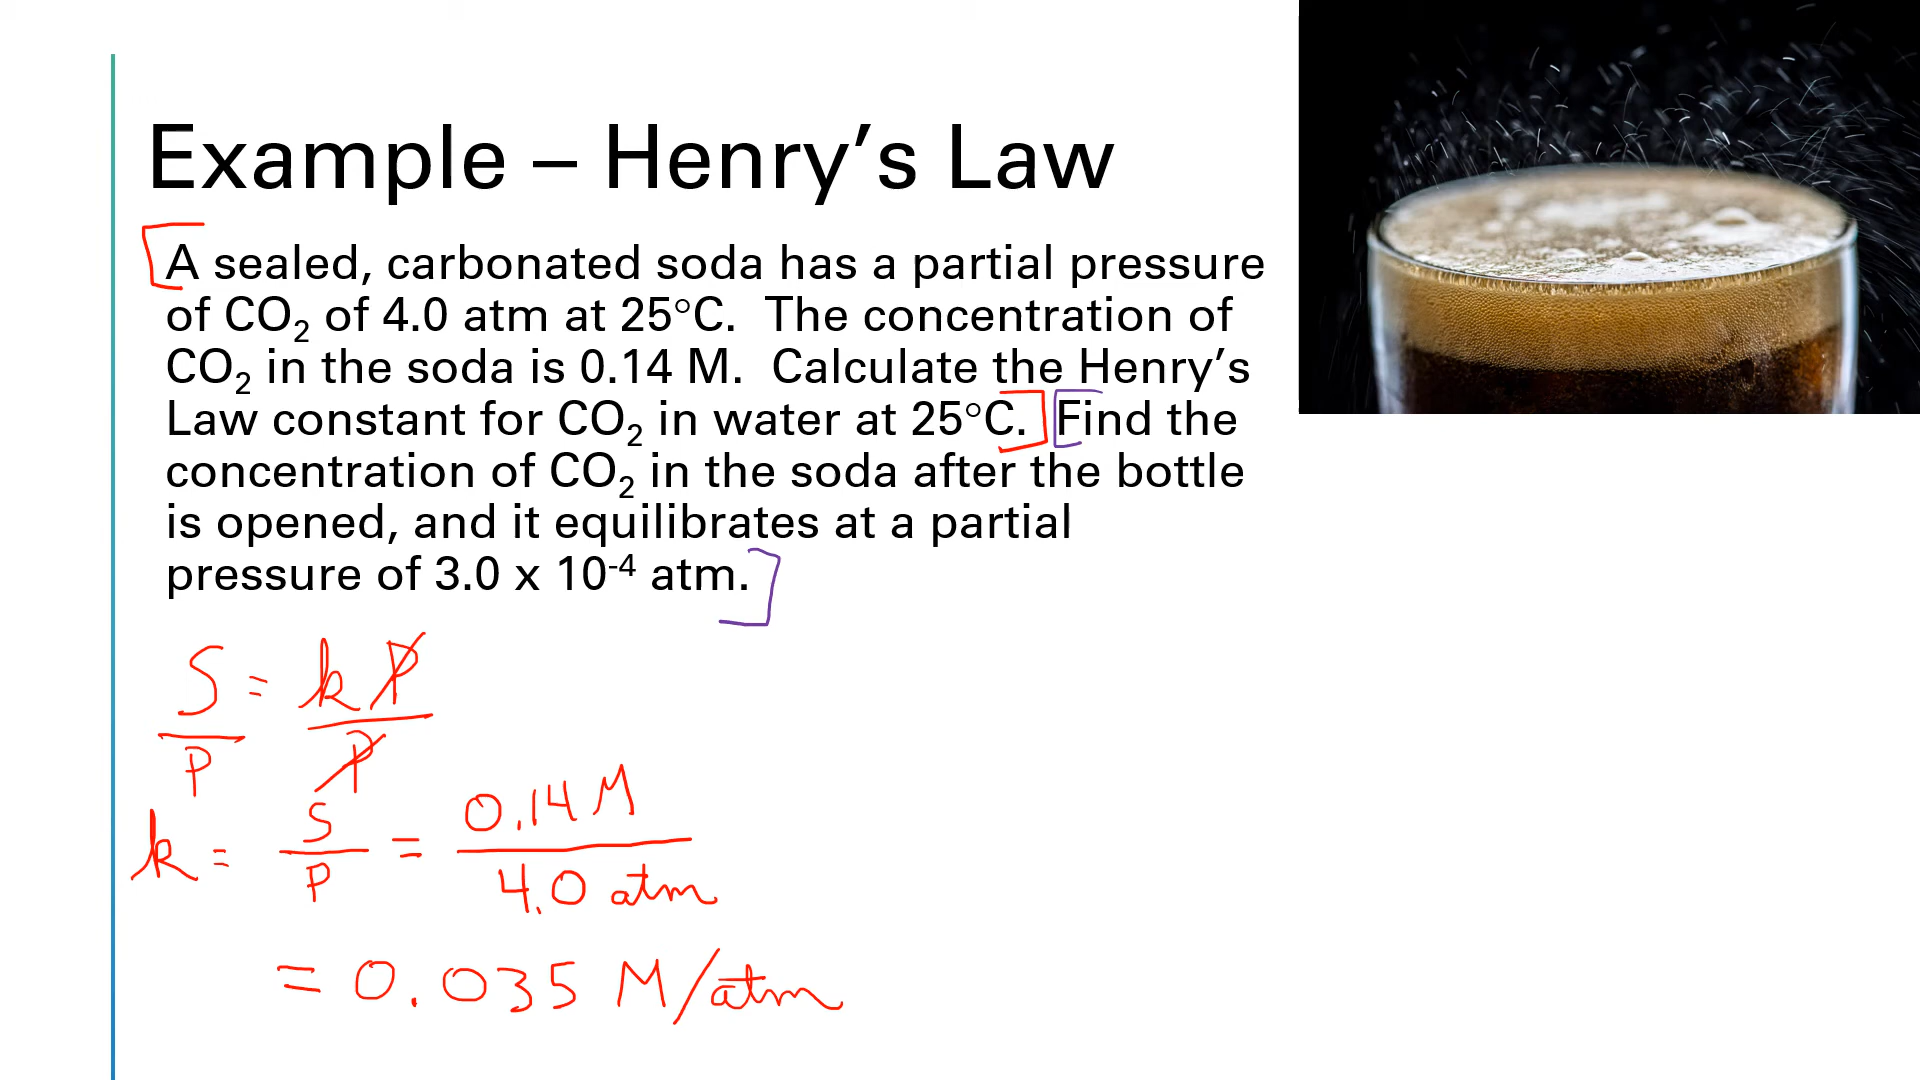 Example – Henry's Law
A sealed, carbonated soda has a partial pressure
of CO₂ of 4.0 atm at 25°C. The concentration of
CO₂ in the soda is 0.14 M. Calculate the Henry's
Law constant for CO₂ in water at 25°C. Find the
concentration of CO₂ in the soda after the bottle
is opened, and it equilibrates at a partial
pressure of 3.0 x 10⁻⁴ atm.
S = kP
P P
k = S/P = 0.14 M / 4.0 atm
= 0.035 M/atm